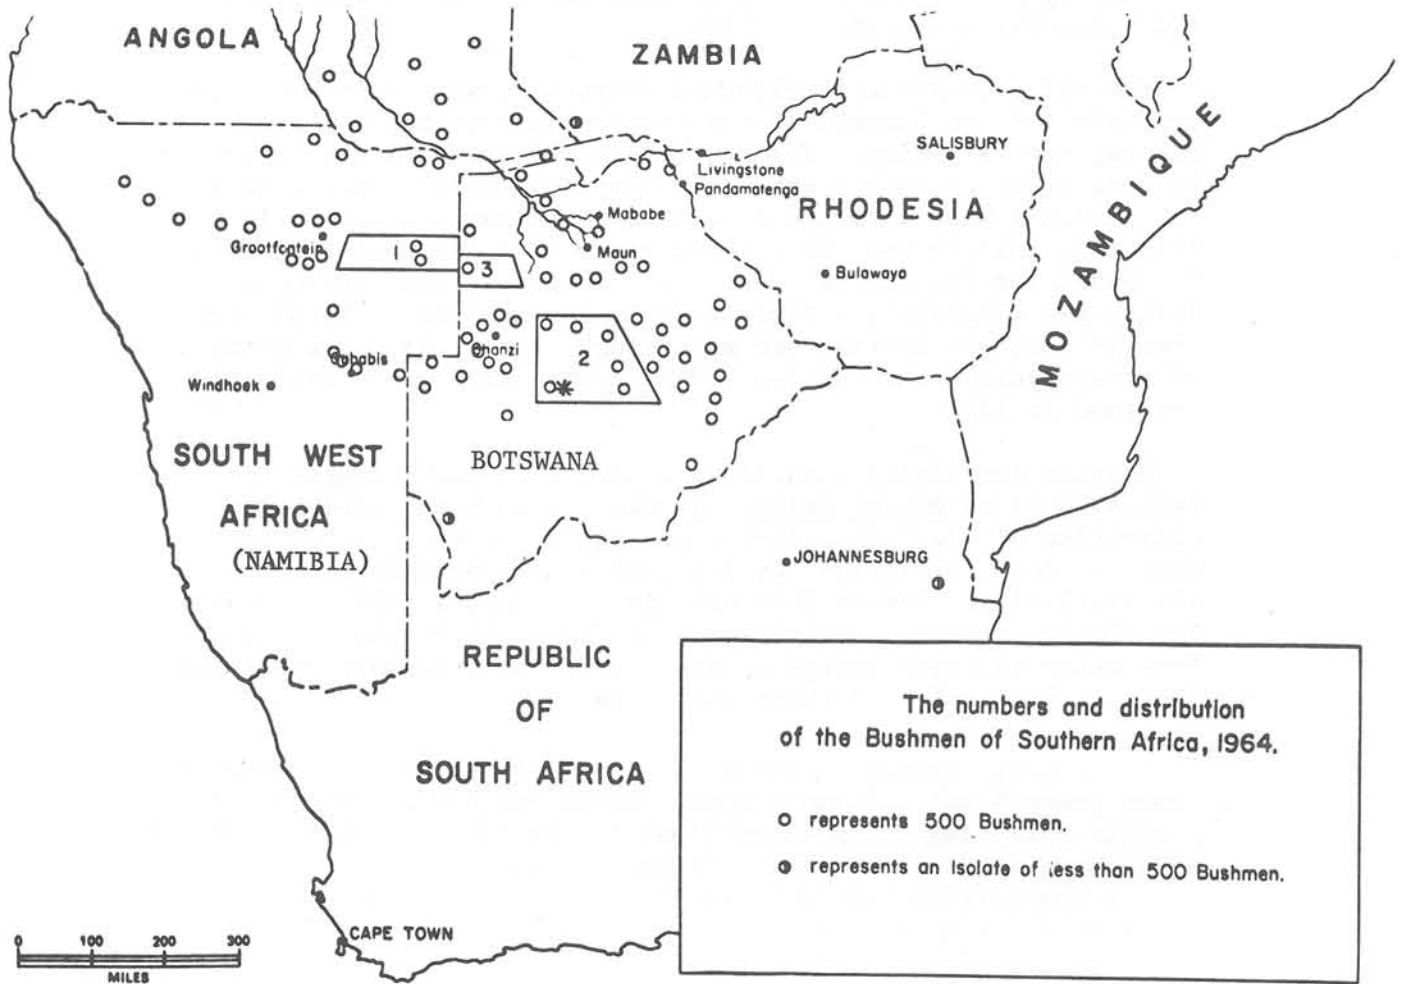 ANGOLA
ZAMBIA
SALISBURY
Livingstone
Pandamatenga
MOZAMBIQUE
RHODESIA
Mababe
Maun
Grootfontein
1
3
Bulawayo
Ghanzi
2
Gobabis
Windhoek
SOUTH WEST
AFRICA
(NAMIBIA)
BOTSWANA
JOHANNESBURG
REPUBLIC
OF
SOUTH AFRICA
The numbers and distribution
of the Bushmen of Southern Africa, 1964.
represents 500 Bushmen.
represents an Isolate of less than 500 Bushmen.
CAPE TOWN
0 100 200 300
MILES